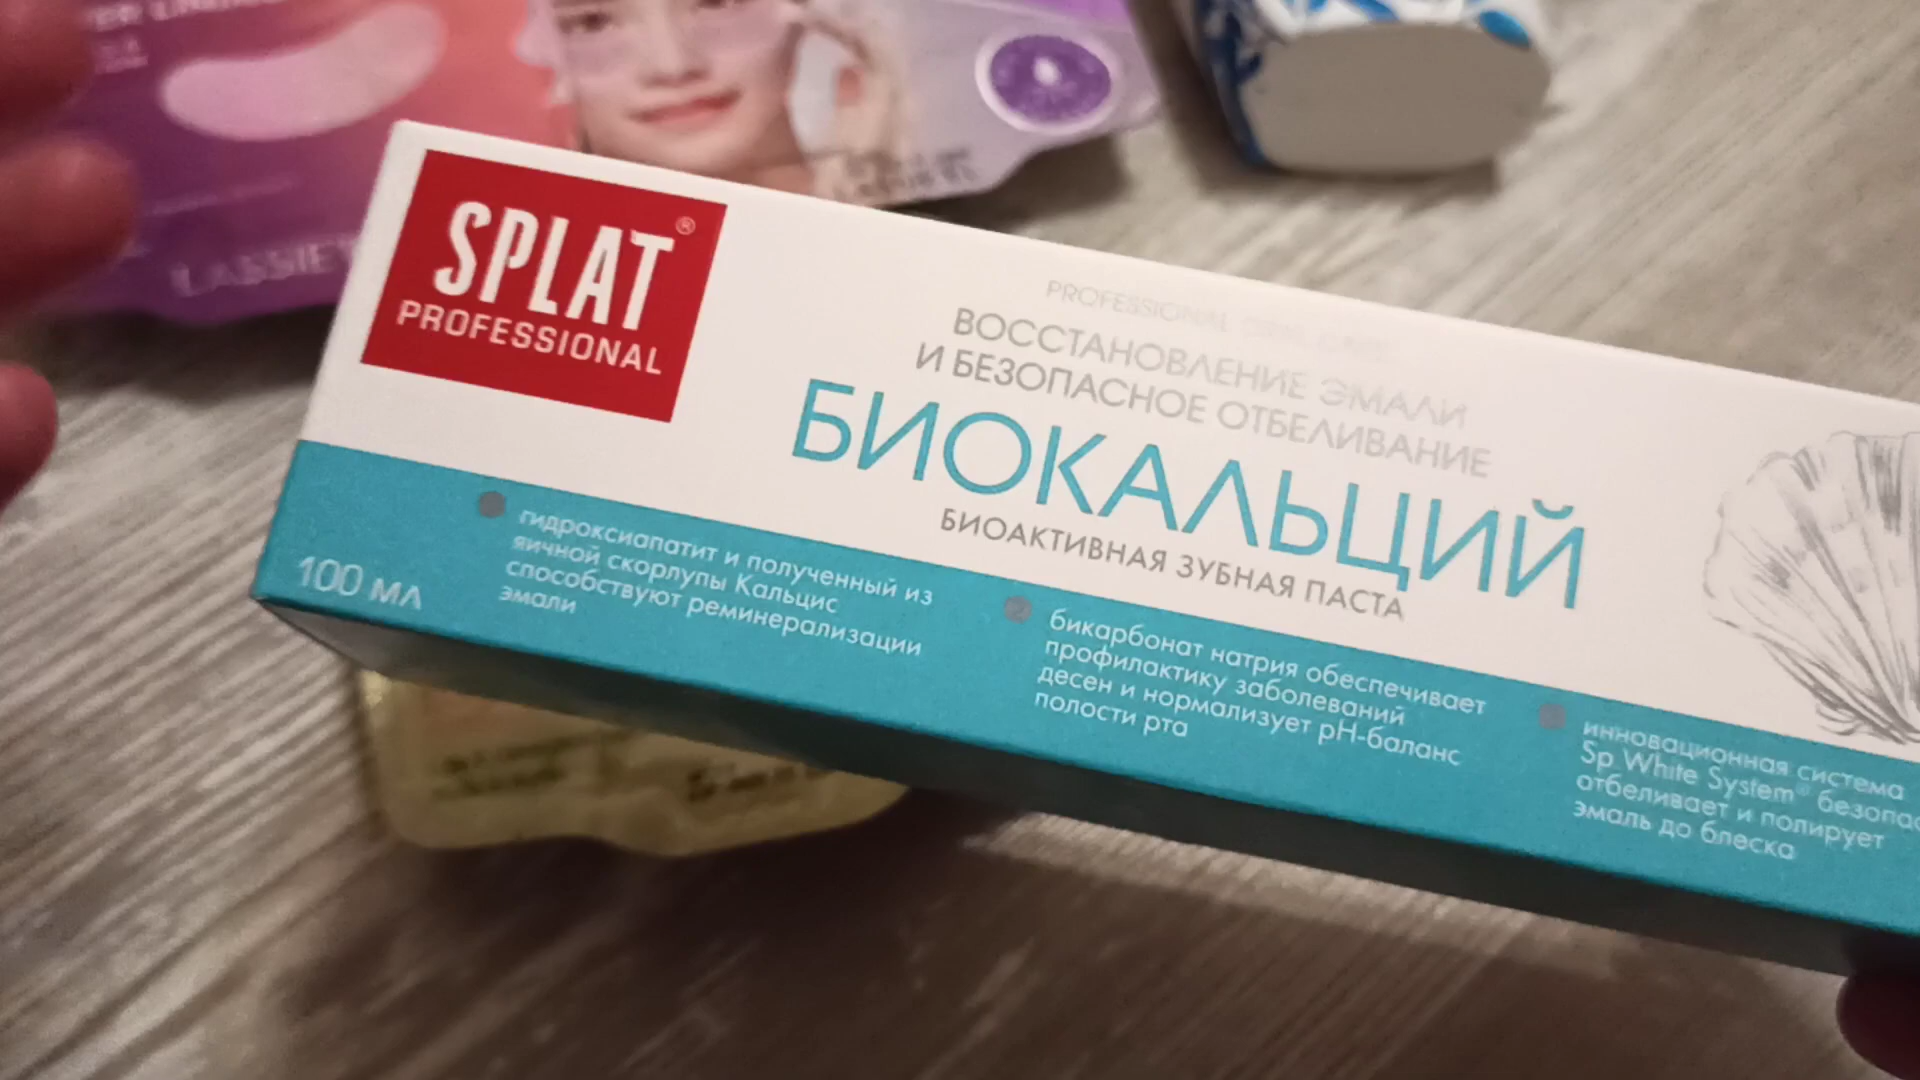 LASSIE
SPLAT®
PROFESSIONAL
PROFESSIONAL ORAL CARE
ВОССТАНОВЛЕНИЕ ЭМАЛИ
И БЕЗОПАСНОЕ ОТБЕЛИВАНИЕ
БИОКАЛЬЦИЙ
БИОАКТИВНАЯ ЗУБНАЯ ПАСТА
100 МЛ
гидроксиапатит и полученный из
яичной скорлупы Кальцис
способствуют реминерализации
эмали
бикарбонат натрия обеспечивает
профилактику заболеваний
десен и нормализует pH-баланс
полости рта
инновационная система
Sp.White System® безопас
отбеливает и полирует
эмаль до блеска